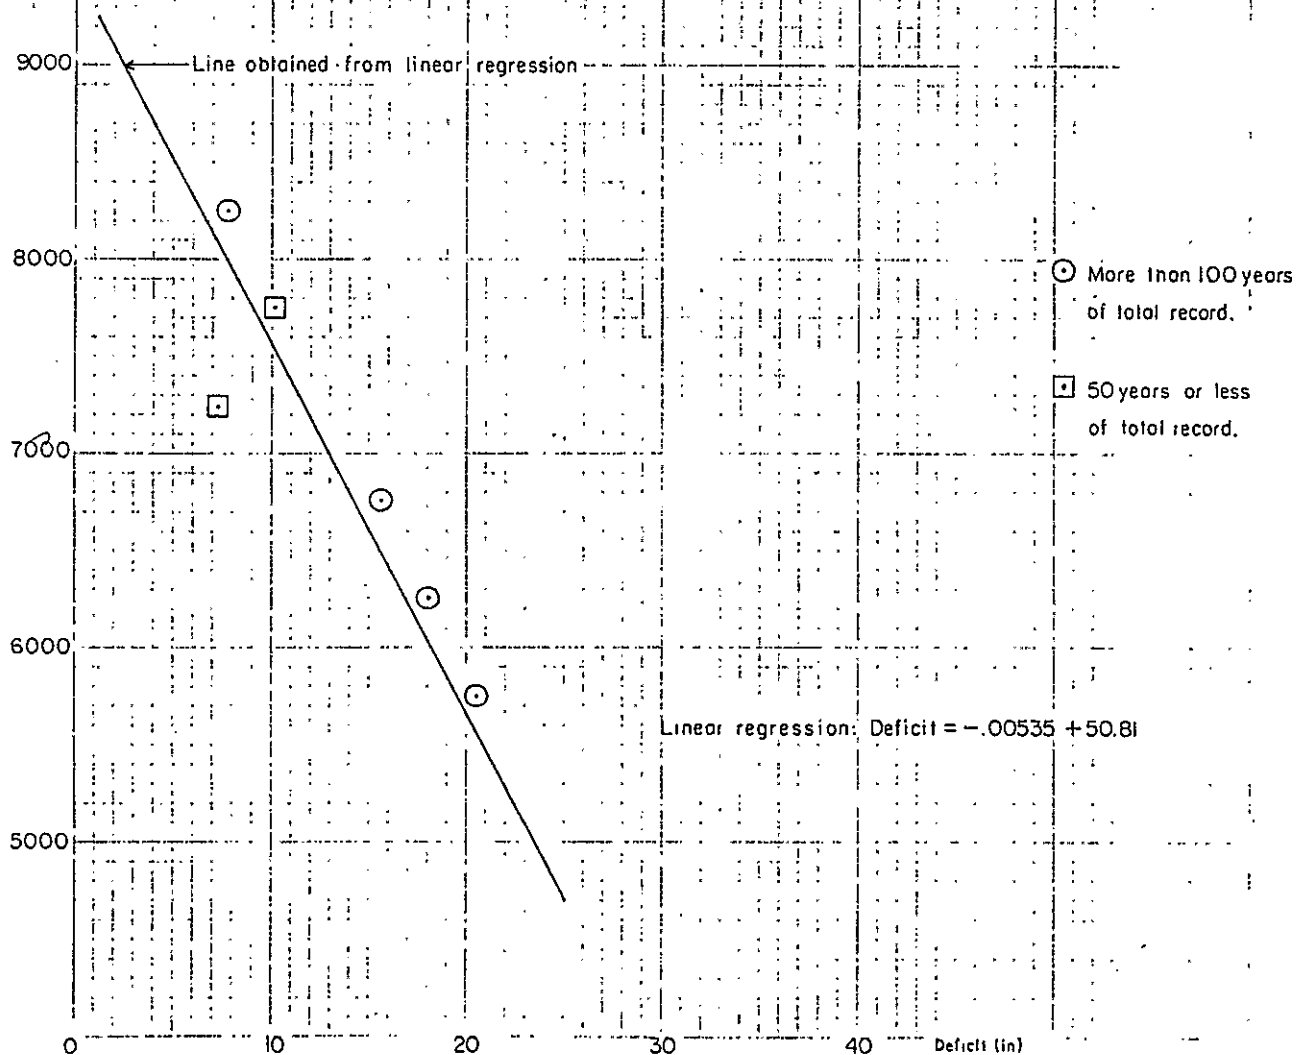 9000
Line obtained from linear regression
8000
More than 100 years
of total record.
50 years or less
of total record.
7000
6000
Linear regression: Deficit = -.00535 + 50.81
5000
0 10 20 30 40 Deficit (in)